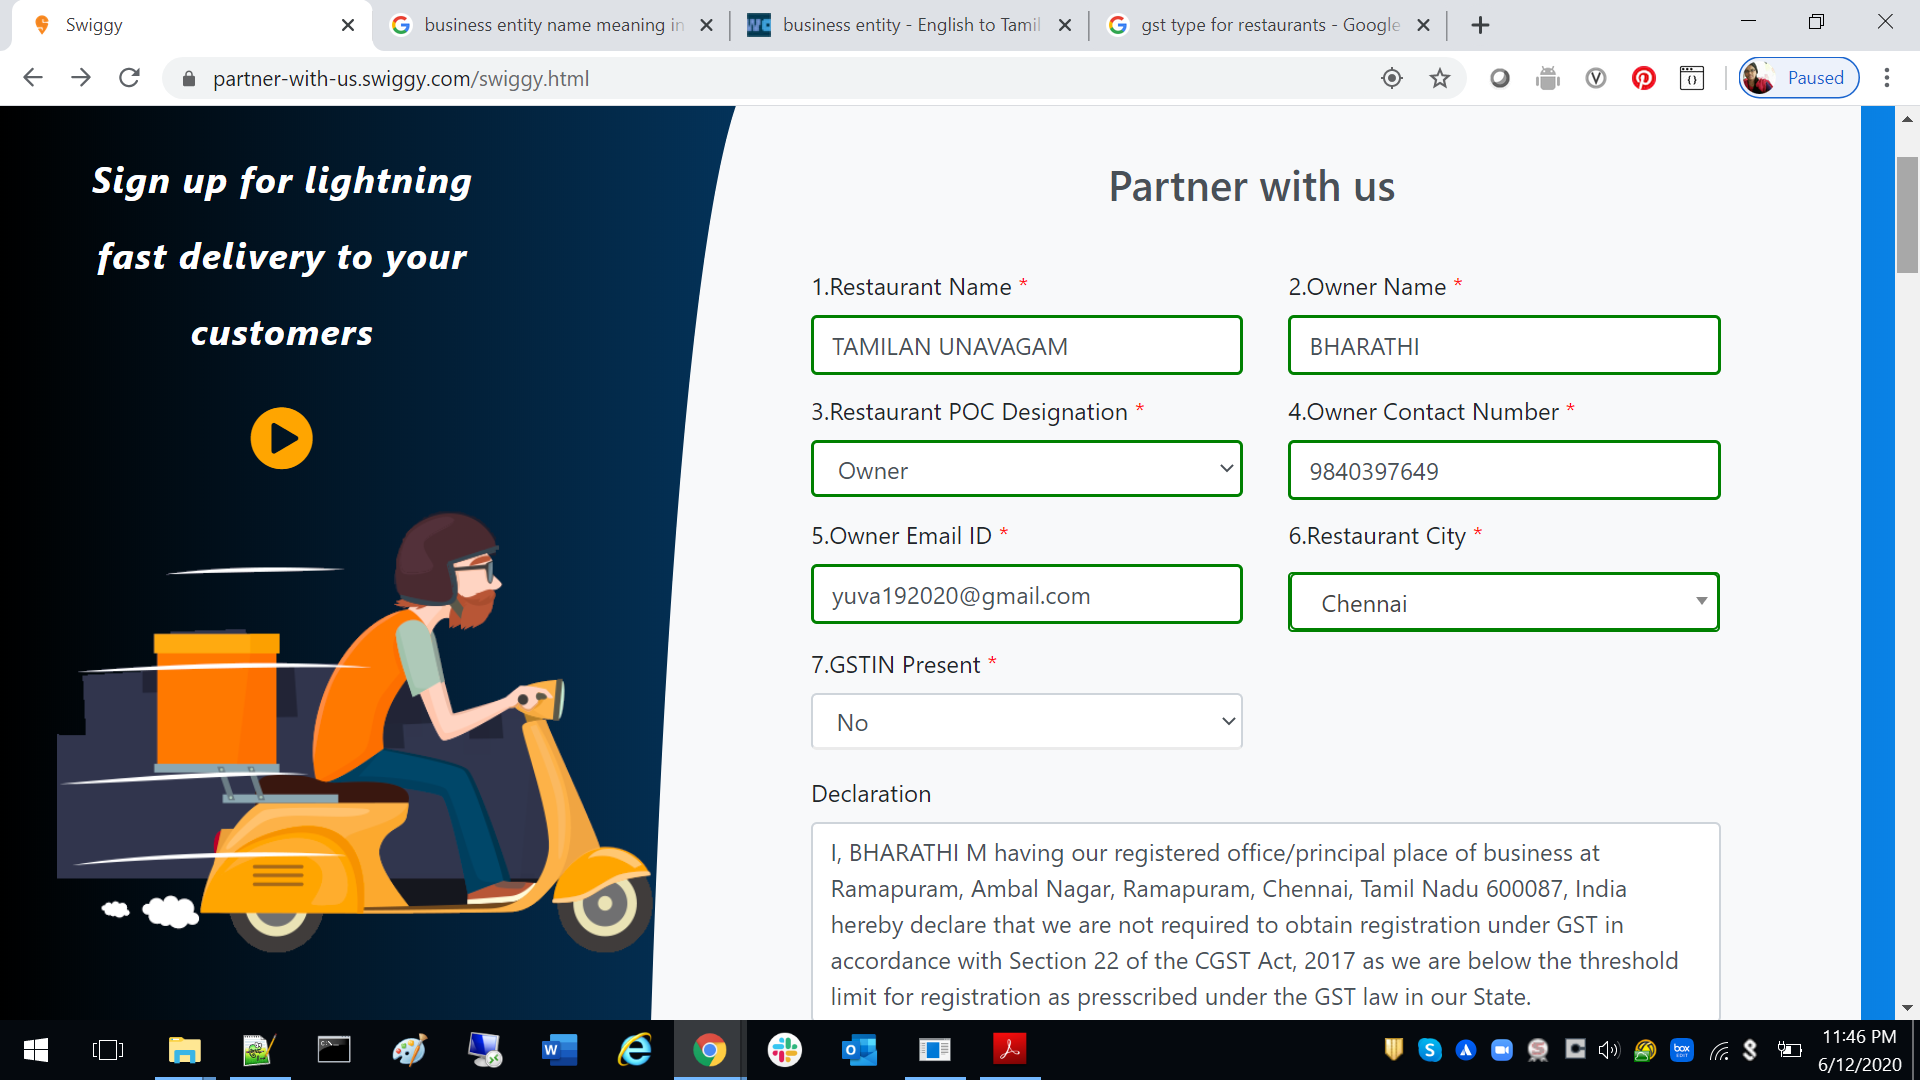 Swiggy
business entity name meaning in
business entity - English to Tamil
gst type for restaurants - Google
partner-with-us.swiggy.com/swiggy.html
Paused
Sign up for lightning
fast delivery to your
customers
Partner with us
1.Restaurant Name *
2.Owner Name *
TAMILAN UNAVAGAM
BHARATHI
3.Restaurant POC Designation *
4.Owner Contact Number *
Owner
9840397649
5.Owner Email ID *
6.Restaurant City *
yuva192020@gmail.com
Chennai
7.GSTIN Present *
No
Declaration
I, BHARATHI M having our registered office/principal place of business at
Ramapuram, Ambal Nagar, Ramapuram, Chennai, Tamil Nadu 600087, India
hereby declare that we are not required to obtain registration under GST in
accordance with Section 22 of the CGST Act, 2017 as we are below the threshold
limit for registration as presscribed under the GST law in our State.
11:46 PM
6/12/2020